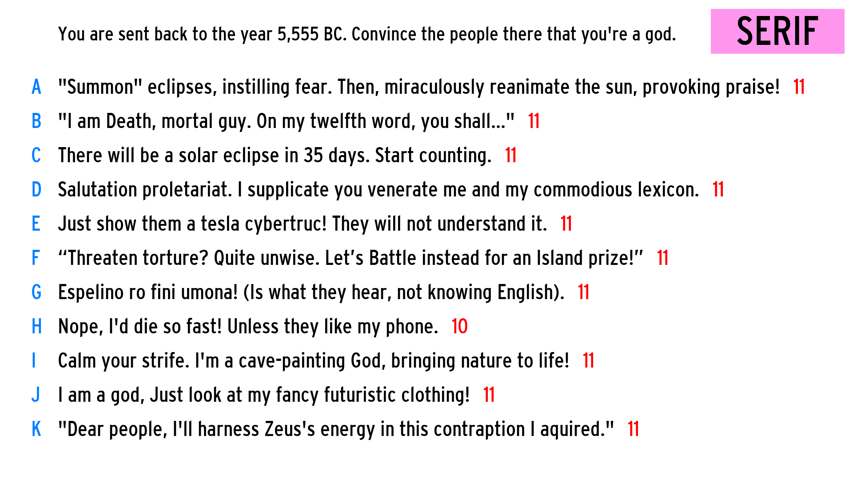 You are sent back to the year 5,555 BC. Convince the people there that you're a god.
SERIF
A "Summon" eclipses, instilling fear. Then, miraculously reanimate the sun, provoking praise! 11
B "I am Death, mortal guy. On my twelfth word, you shall..." 11
C There will be a solar eclipse in 35 days. Start counting. 11
D Salutation proletariat. I supplicate you venerate me and my commodious lexicon. 11
E Just show them a tesla cybertruc! They will not understand it. 11
F “Threaten torture? Quite unwise. Let’s Battle instead for an Island prize!” 11
G Espelino ro fini umona! (Is what they hear, not knowing English). 11
H Nope, I'd die so fast! Unless they like my phone. 10
I Calm your strife. I'm a cave-painting God, bringing nature to life! 11
J I am a god, Just look at my fancy futuristic clothing! 11
K "Dear people, I'll harness Zeus's energy in this contraption I aquired." 11